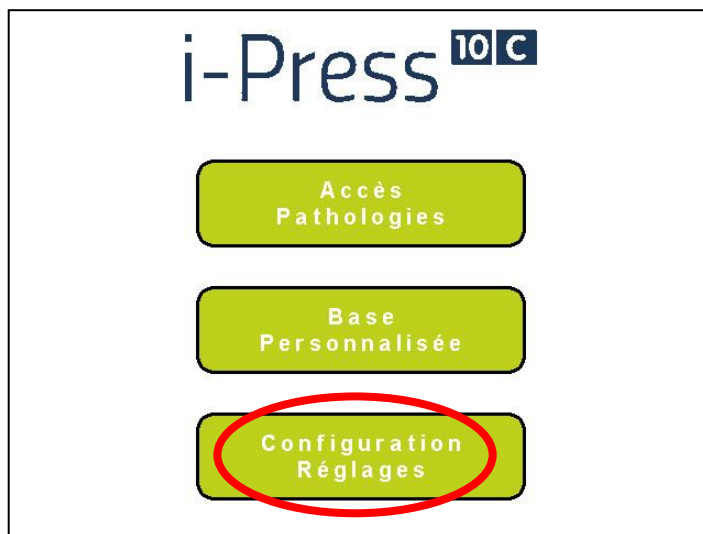 i-Press 10 C
Accès
Pathologies
Base
Personnalisée
Configuration
Réglages